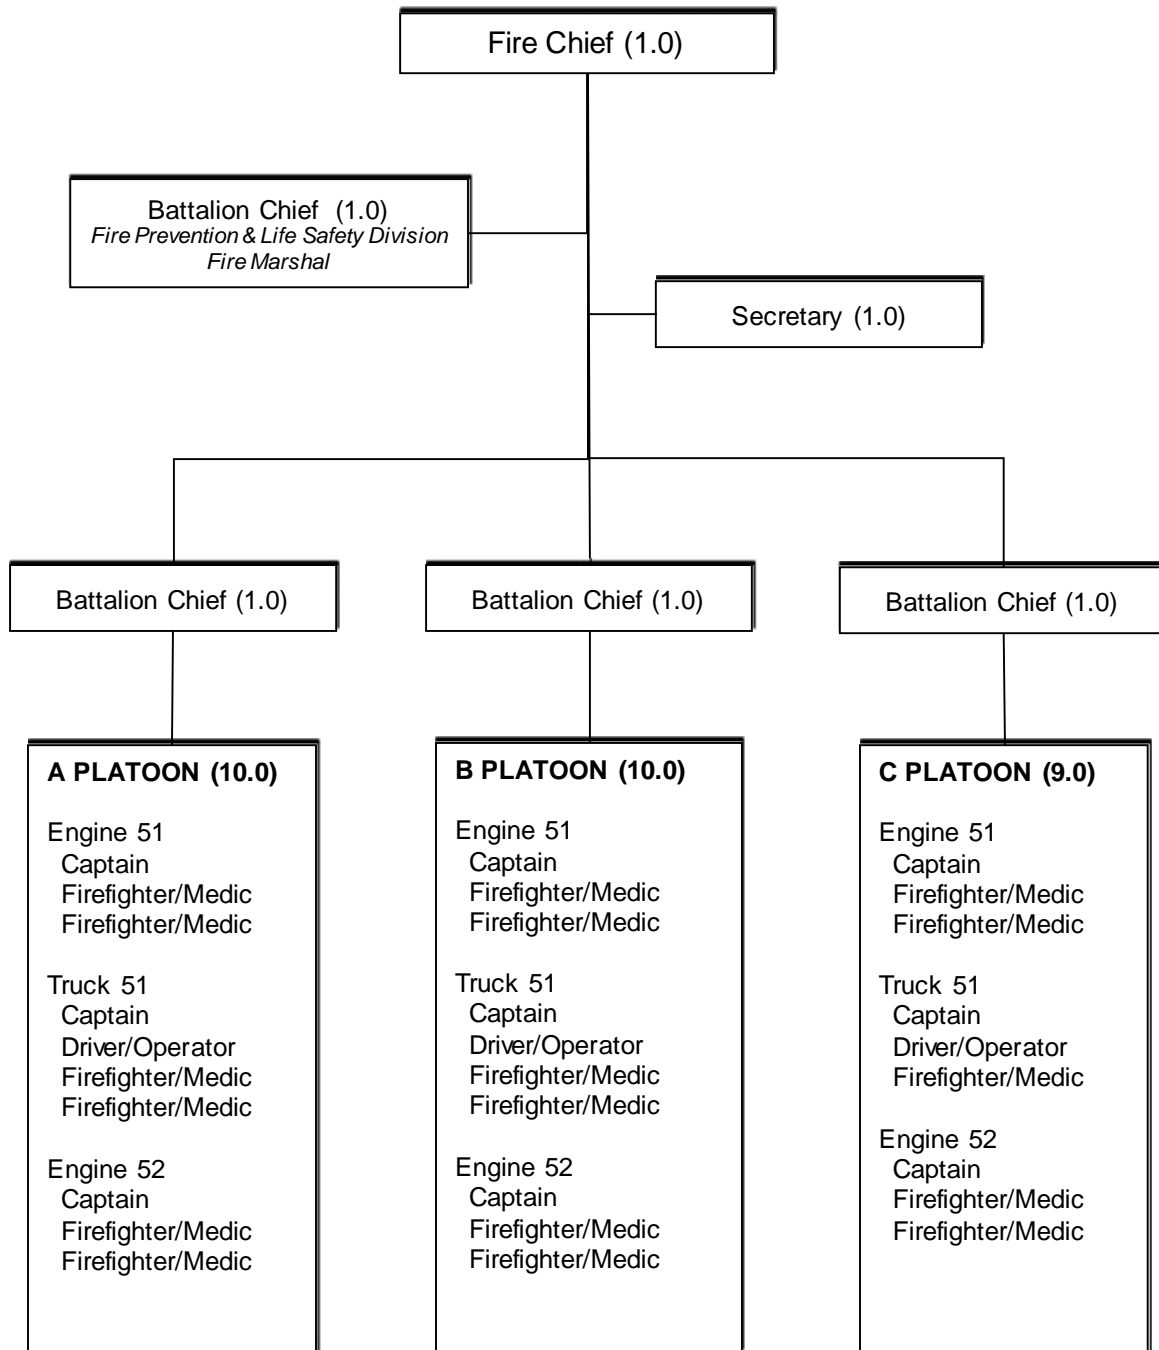 Fire Chief (1.0)
Battalion Chief (1.0)
Fire Prevention & Life Safety Division
Fire Marshal
Secretary (1.0)
Battalion Chief (1.0)
Battalion Chief (1.0)
Battalion Chief (1.0)
A PLATOON (10.0)
Engine 51
Captain
Firefighter/Medic
Firefighter/Medic
Truck 51
Captain
Driver/Operator
Firefighter/Medic
Firefighter/Medic
Engine 52
Captain
Firefighter/Medic
Firefighter/Medic
B PLATOON (10.0)
Engine 51
Captain
Firefighter/Medic
Firefighter/Medic
Truck 51
Captain
Driver/Operator
Firefighter/Medic
Firefighter/Medic
Engine 52
Captain
Firefighter/Medic
Firefighter/Medic
C PLATOON (9.0)
Engine 51
Captain
Firefighter/Medic
Firefighter/Medic
Truck 51
Captain
Driver/Operator
Firefighter/Medic
Engine 52
Captain
Firefighter/Medic
Firefighter/Medic